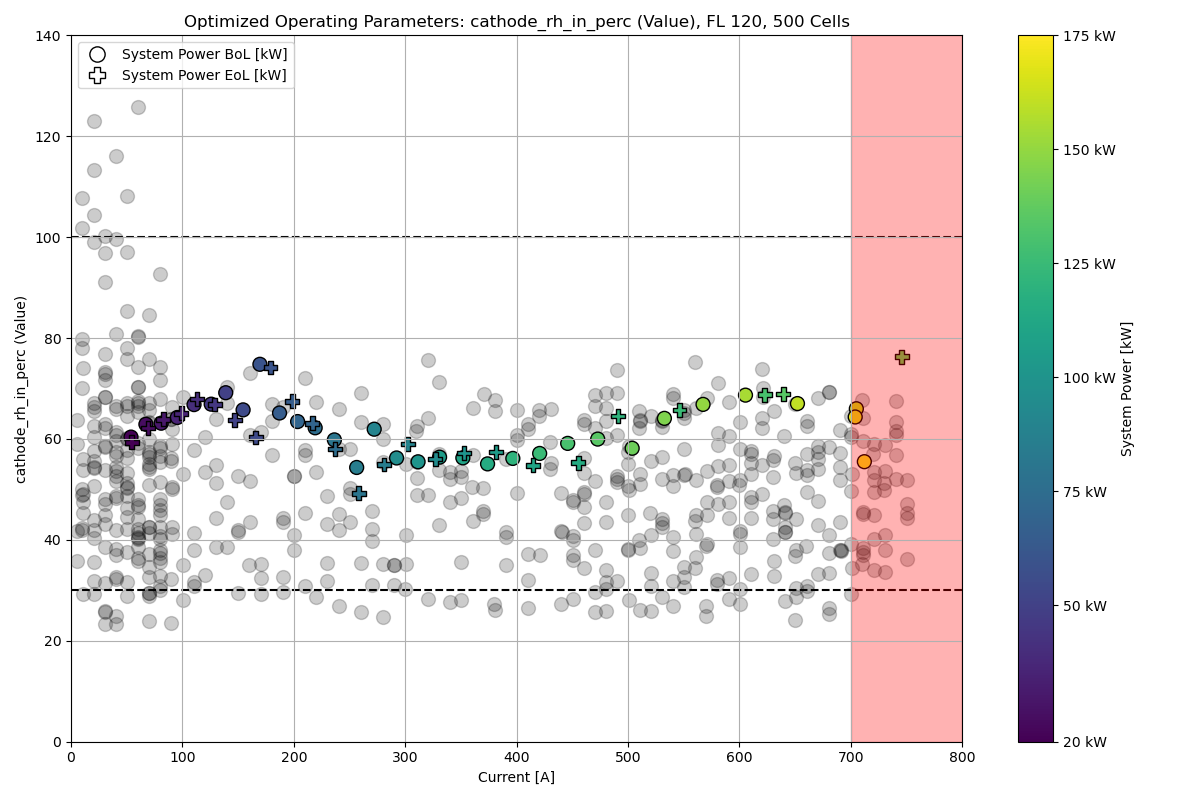 Optimized Operating Parameters: cathode_rh_in_perc (Value), FL 120, 500 Cells
System Power BoL [kW]
System Power EoL [kW]
cathode_rh_in_perc (Value)
140
120
100
80
60
40
20
0
0 100 200 300 400 500 600 700 800
Current [A]
175 kW
150 kW
125 kW
100 kW
75 kW
50 kW
20 kW
System Power [kW]